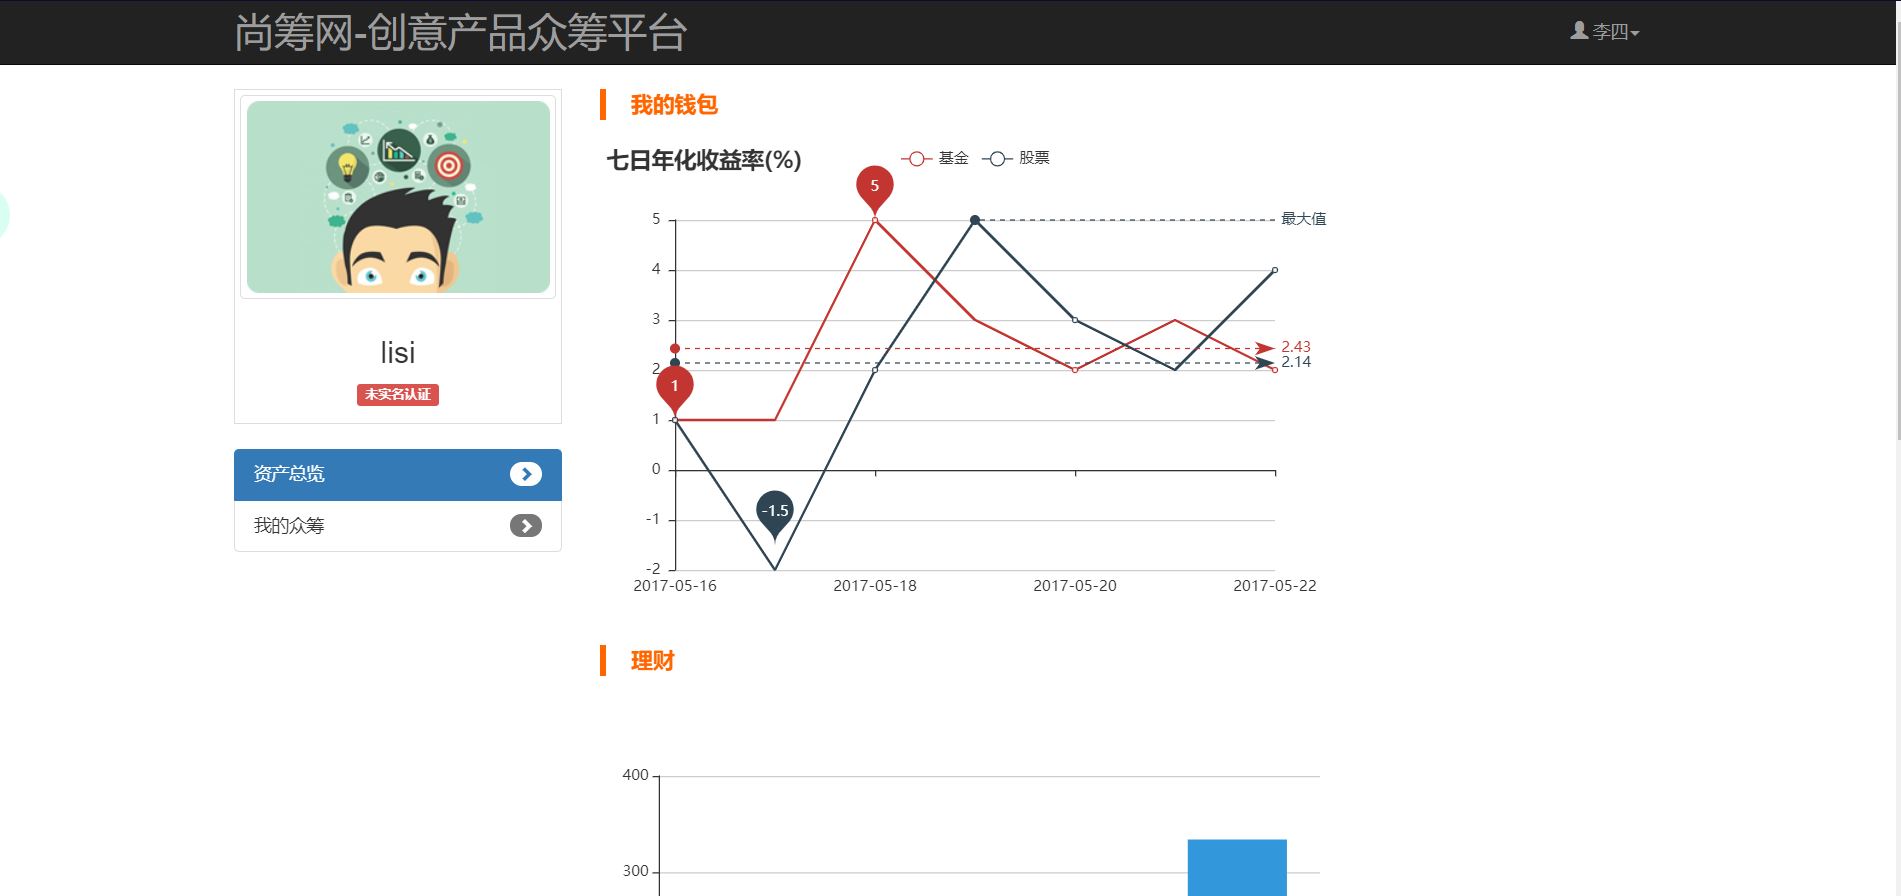 尚筹网-创意产品众筹平台
李四
lisi
未实名认证
资产总览
我的众筹
我的钱包
七日年化收益率(%)
基金
股票
5
5
最大值
4
3
2.43
2.14
2
1
1
0
-1.5
-1
-2
2017-05-16
2017-05-18
2017-05-20
2017-05-22
理财
400
300